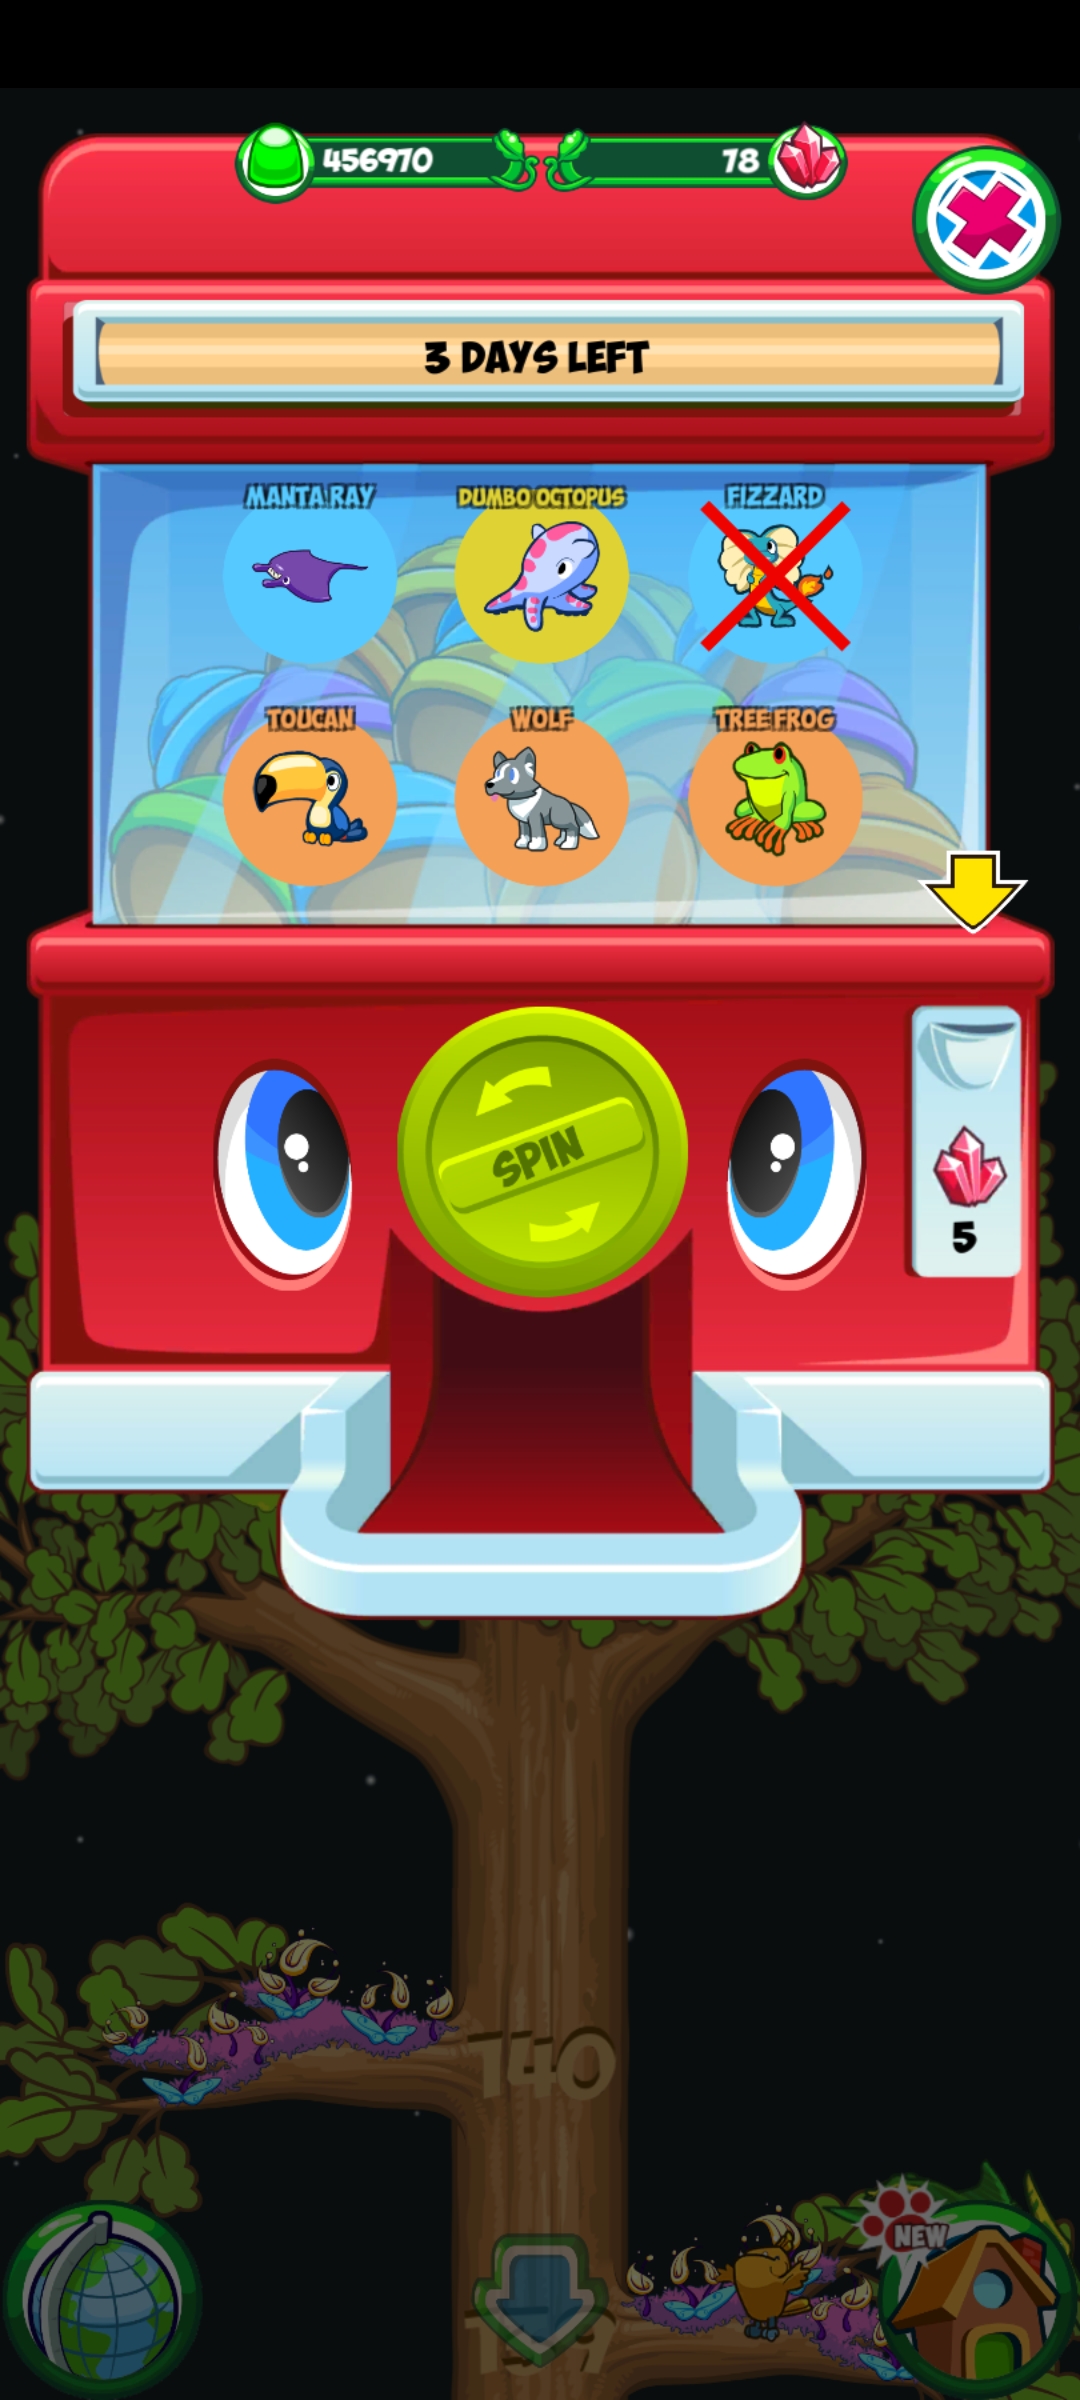 456970
78
3 DAYS LEFT
MANTA RAY
DUMBO OCTOPUS
FIZZARD
TOUCAN
WOLF
TREE FROG
SPIN
5
140
NEW